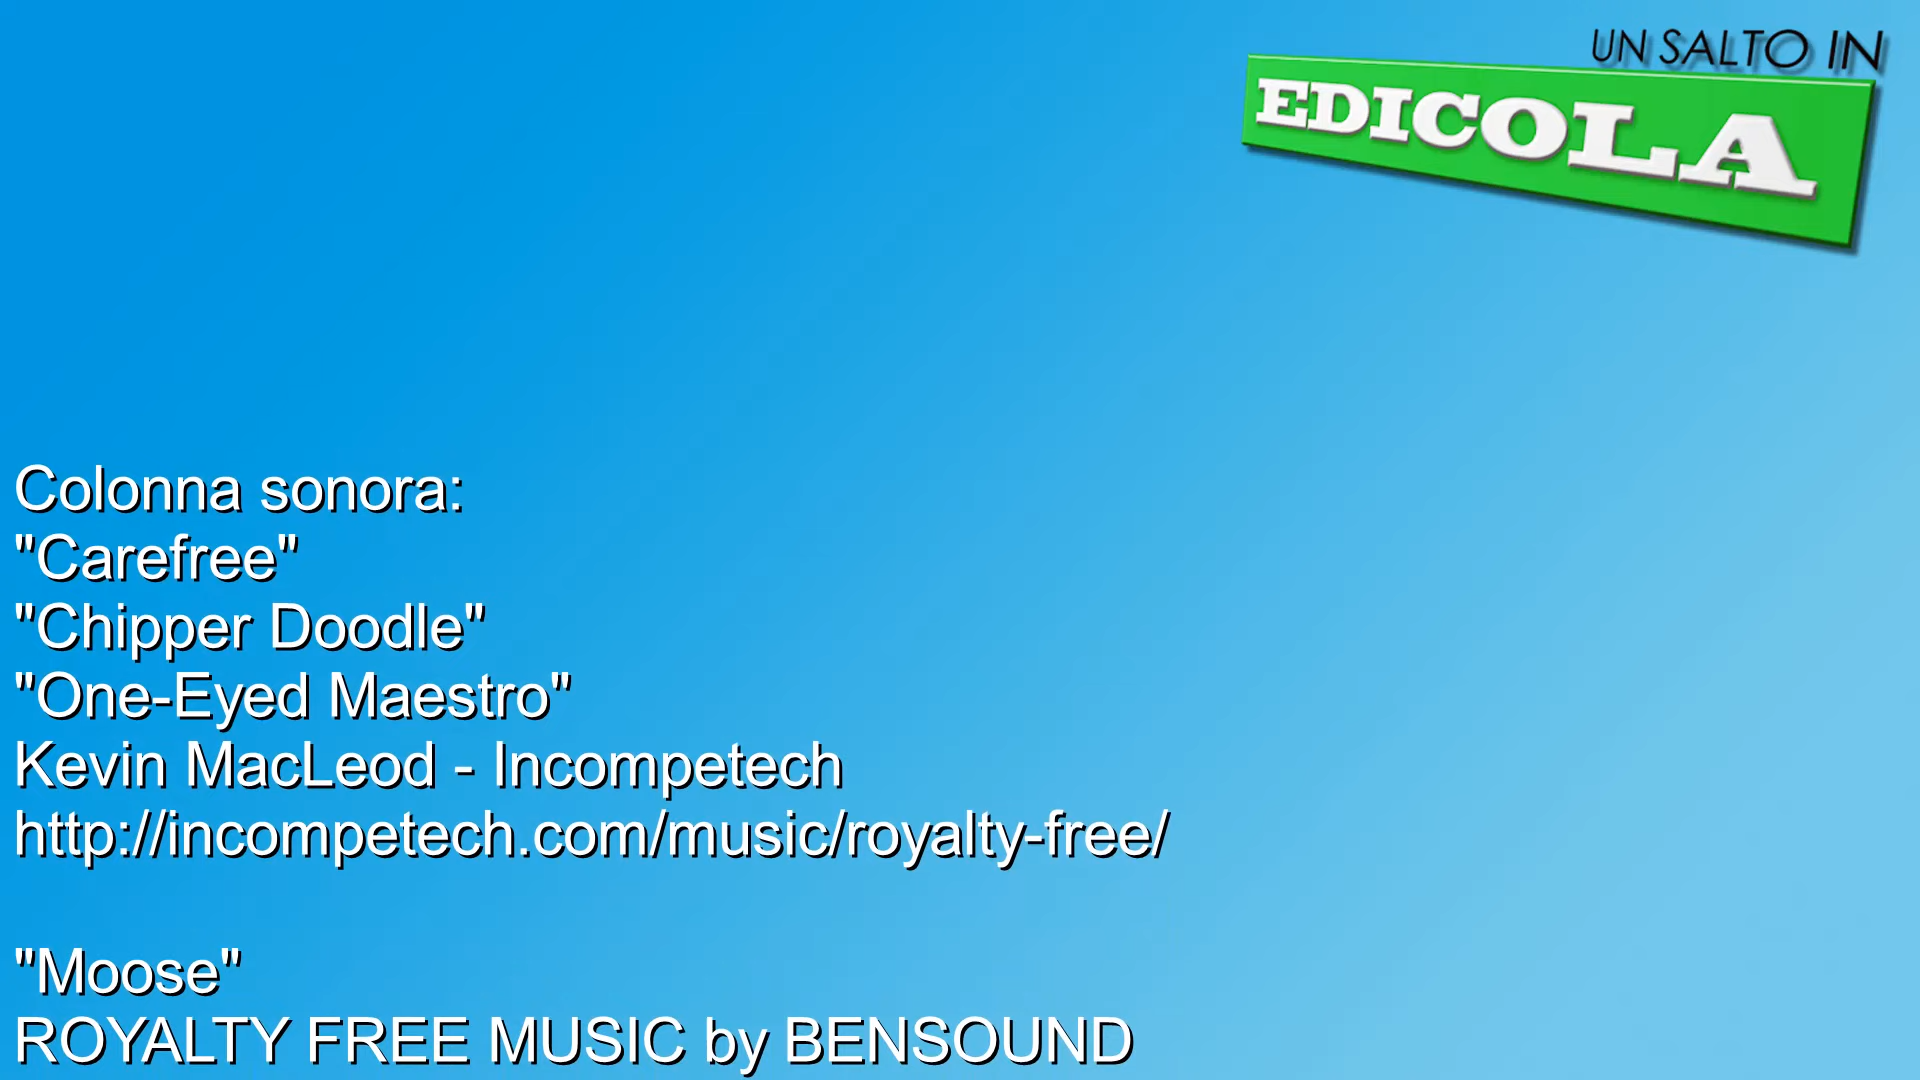 UN SALTO IN
EDICOLA
Colonna sonora:
"Carefree"
"Chipper Doodle"
"One-Eyed Maestro"
Kevin MacLeod - Incompetech
http://incompetech.com/music/royalty-free/
"Moose"
ROYALTY FREE MUSIC by BENSOUND